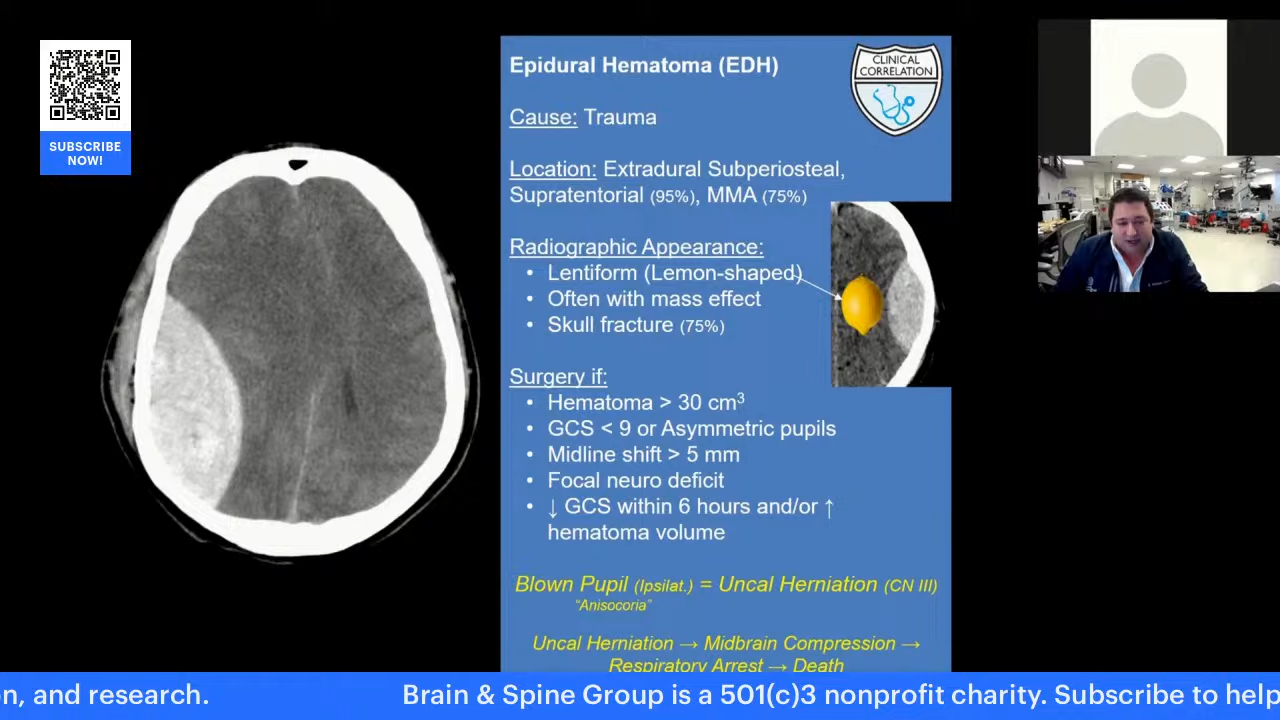 SUBSCRIBE
NOW!
Epidural Hematoma (EDH)
CLINICAL
CORRELATION
Cause: Trauma
Location: Extradural Subperiosteal,
Supratentorial (95%), MMA (75%)
Radiographic Appearance:
• Lentiform (Lemon-shaped)
• Often with mass effect
• Skull fracture (75%)
Surgery if:
• Hematoma > 30 cm³
• GCS < 9 or Asymmetric pupils
• Midline shift > 5 mm
• Focal neuro deficit
• ↓ GCS within 6 hours and/or ↑
hematoma volume
Blown Pupil (Ipsilat.) = Uncal Herniation (CN III)
"Anisocoria"
Uncal Herniation → Midbrain Compression →
Respiratory Arrest → Death
n, and research. Brain & Spine Group is a 501(c)3 nonprofit charity. Subscribe to help